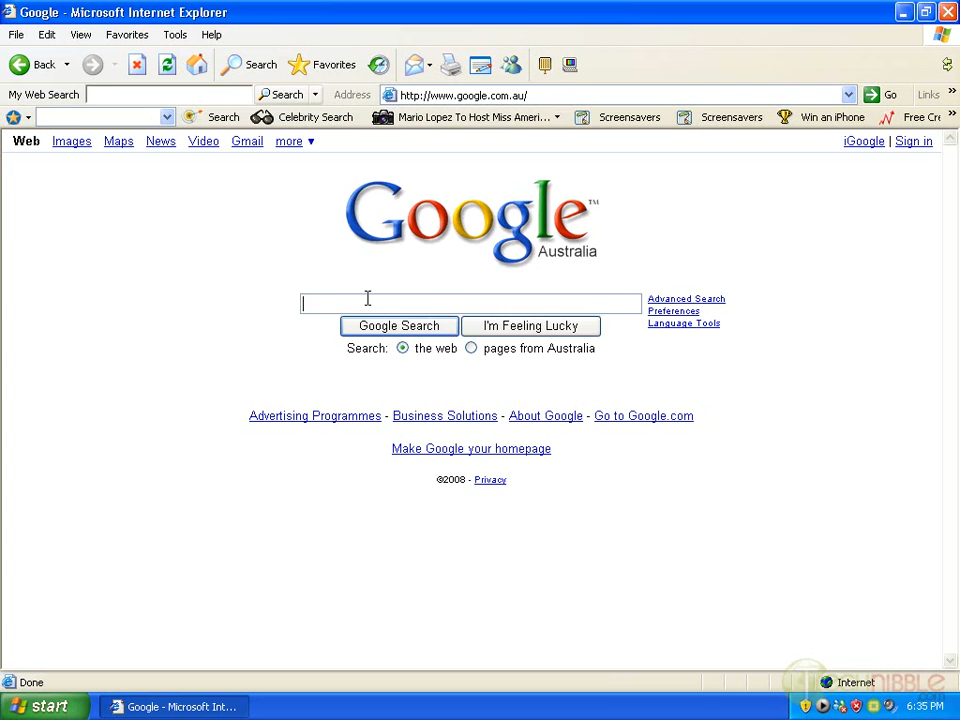 Google - Microsoft Internet Explorer
File Edit View Favorites Tools Help
Back Search Favorites
My Web Search Search Address http://www.google.com.au/ Go Links »
Search Celebrity Search Mario Lopez To Host Miss Ameri... Screensavers Screensavers Win an iPhone Free Cr »
Web Images Maps News Video Gmail more ▼ iGoogle | Sign in
Google™
Australia
Advanced Search
Preferences
Language Tools
Google Search I'm Feeling Lucky
Search: the web pages from Australia
Advertising Programmes - Business Solutions - About Google - Go to Google.com
Make Google your homepage
©2008 - Privacy
Done Internet
start Google - Microsoft Int... 6:35 PM